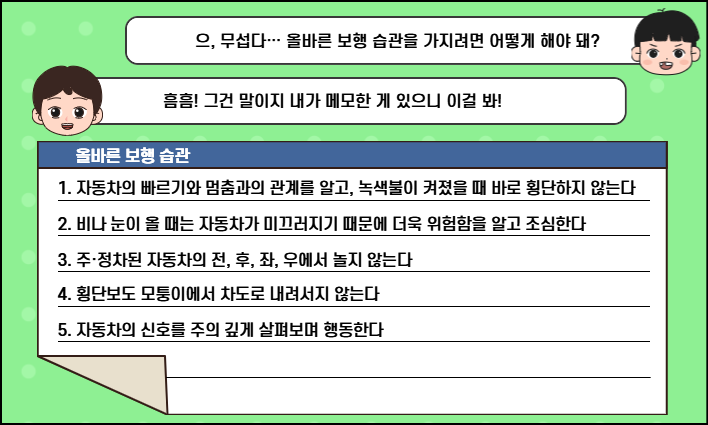 으, 무섭다… 올바른 보행 습관을 가지려면 어떻게 해야 돼?
흠흠! 그건 말이지 내가 메모한 게 있으니 이걸 봐!
올바른 보행 습관
1. 자동차의 빠르기와 멈춤과의 관계를 알고, 녹색불이 켜졌을 때 바로 횡단하지 않는다
2. 비나 눈이 올 때는 자동차가 미끄러지기 때문에 더욱 위험함을 알고 조심한다
3. 주·정차된 자동차의 전, 후, 좌, 우에서 놀지 않는다
4. 횡단보도 모퉁이에서 차도로 내려서지 않는다
5. 자동차의 신호를 주의 깊게 살펴보며 행동한다